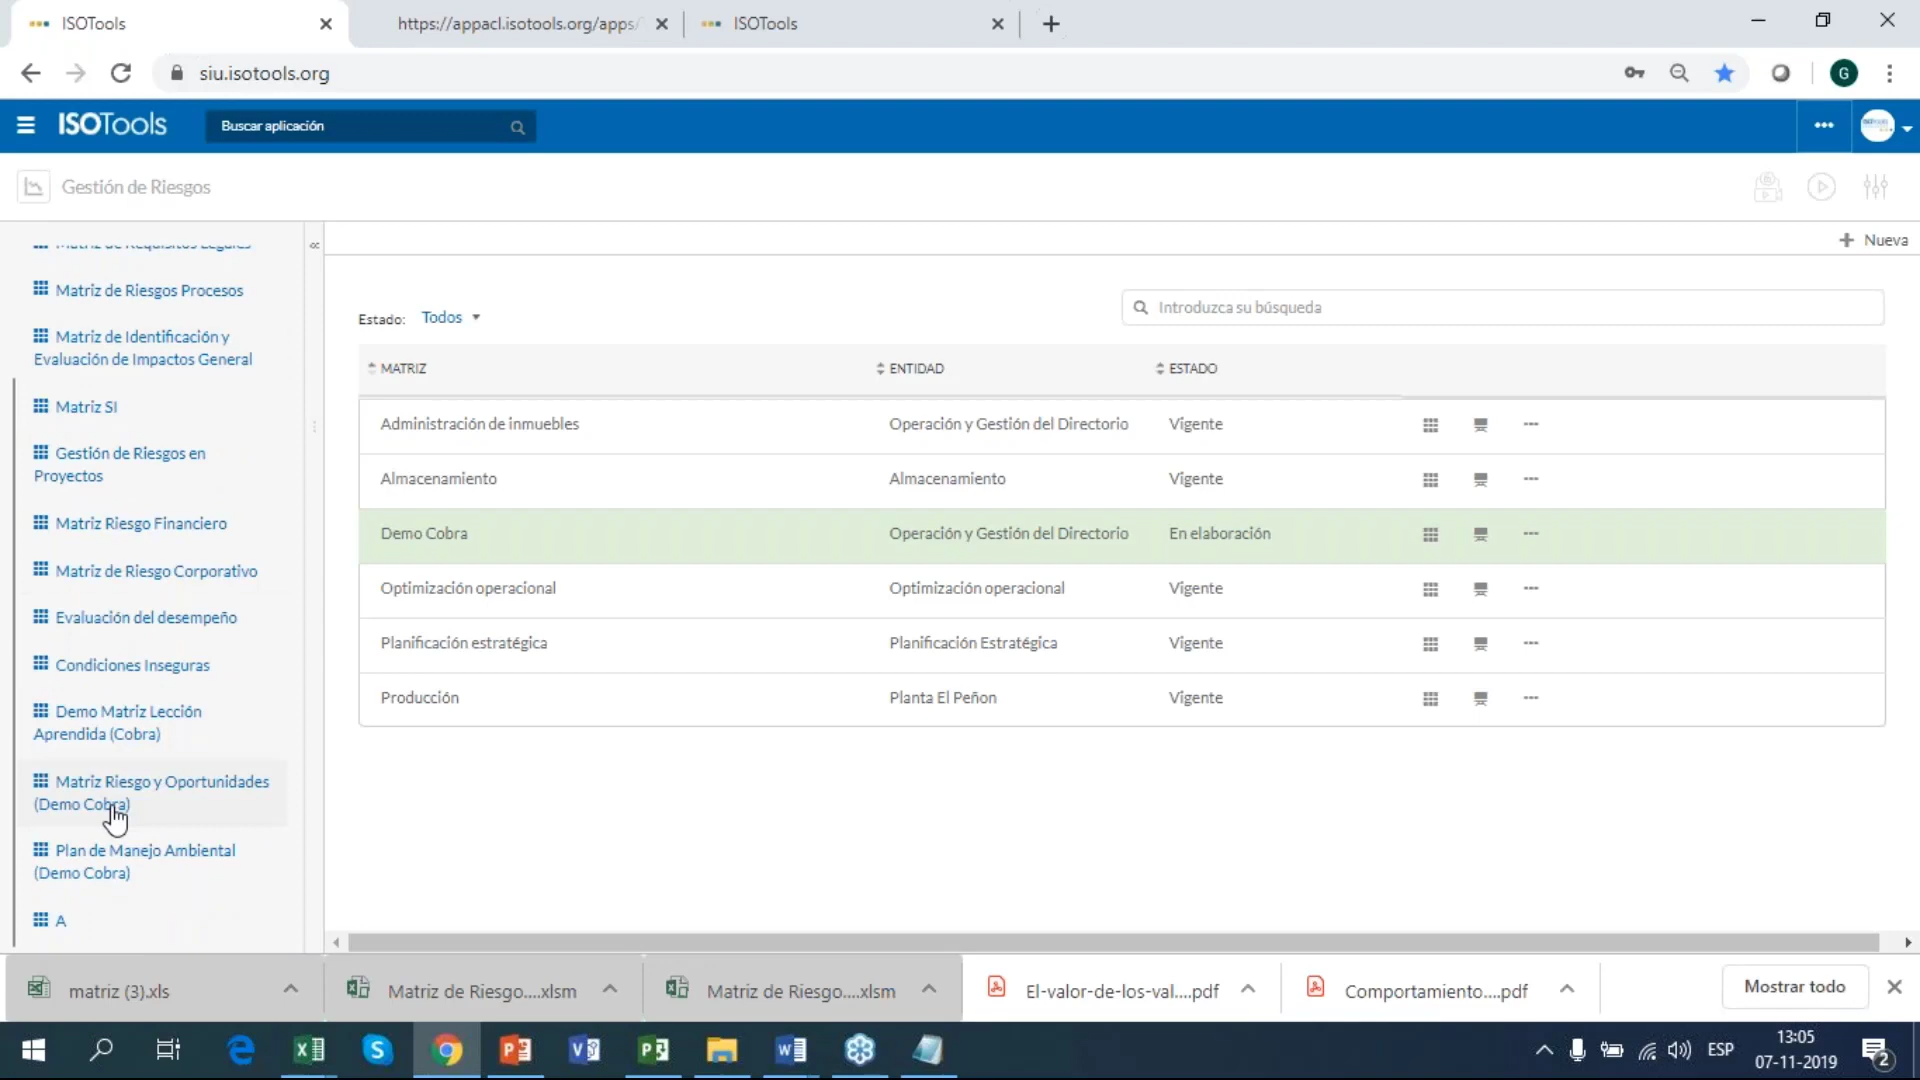 ISOTools
https://appacl.isotools.org/apps/
ISOTools
siu.isotools.org
G
ISOTools
Buscar aplicación
Gestión de Riesgos
Matriz de Requisitos Legales
Matriz de Riesgos Procesos
Matriz de Identificación y
Evaluación de Impactos General
Matriz SI
Gestión de Riesgos en
Proyectos
Matriz Riesgo Financiero
Matriz de Riesgo Corporativo
Evaluación del desempeño
Condiciones Inseguras
Demo Matriz Lección
Aprendida (Cobra)
Matriz Riesgo y Oportunidades
(Demo Cobra)
Plan de Manejo Ambiental
(Demo Cobra)
A
+ Nueva
Estado: Todos
Introduzca su búsqueda
MATRIZ ENTIDAD ESTADO
Administración de inmuebles Operación y Gestión del Directorio Vigente
Almacenamiento Almacenamiento Vigente
Demo Cobra Operación y Gestión del Directorio En elaboración
Optimización operacional Optimización operacional Vigente
Planificación estratégica Planificación Estratégica Vigente
Producción Planta El Peñon Vigente
matriz (3).xls
Matriz de Riesgo....xlsm
Matriz de Riesgo....xlsm
El-valor-de-los-val....pdf
Comportamiento....pdf
Mostrar todo
ESP
13:05
07-11-2019
2